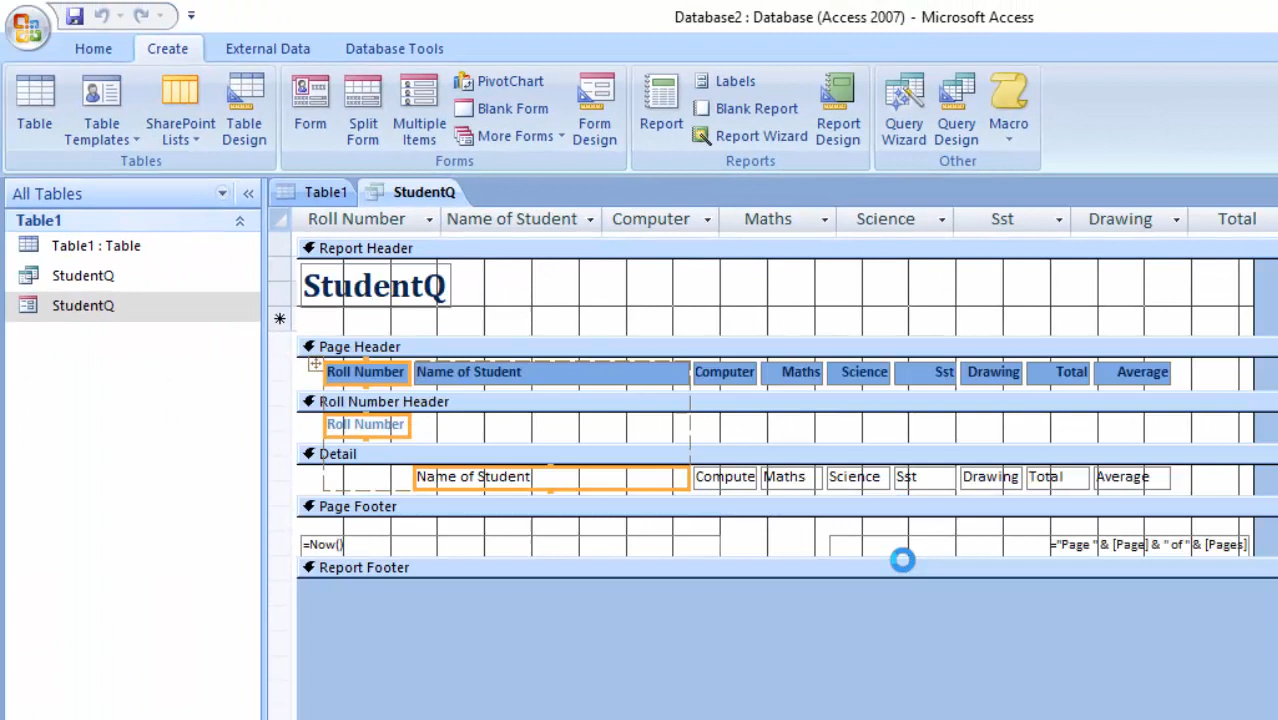 Database2 : Database (Access 2007) - Microsoft Access
Home Create External Data Database Tools
Table
Table Templates
SharePoint Lists
Table Design
Tables
Form
Split Form
Multiple Items
PivotChart
Blank Form
More Forms
Form Design
Forms
Report
Labels
Blank Report
Report Wizard
Report Design
Reports
Query Wizard
Query Design
Macro
Other
All Tables
Table1
Table1 : Table
StudentQ
StudentQ
Table1 StudentQ
Roll Number Name of Student Computer Maths Science Sst Drawing Total
Report Header
StudentQ
Page Header
Roll Number Name of Student Computer Maths Science Sst Drawing Total Average
Roll Number Header
Roll Number
Detail
Name of Student Compute Maths Science Sst Drawing Total Average
Page Footer
=Now() ="Page " & [Page] & " of " & [Pages]
Report Footer